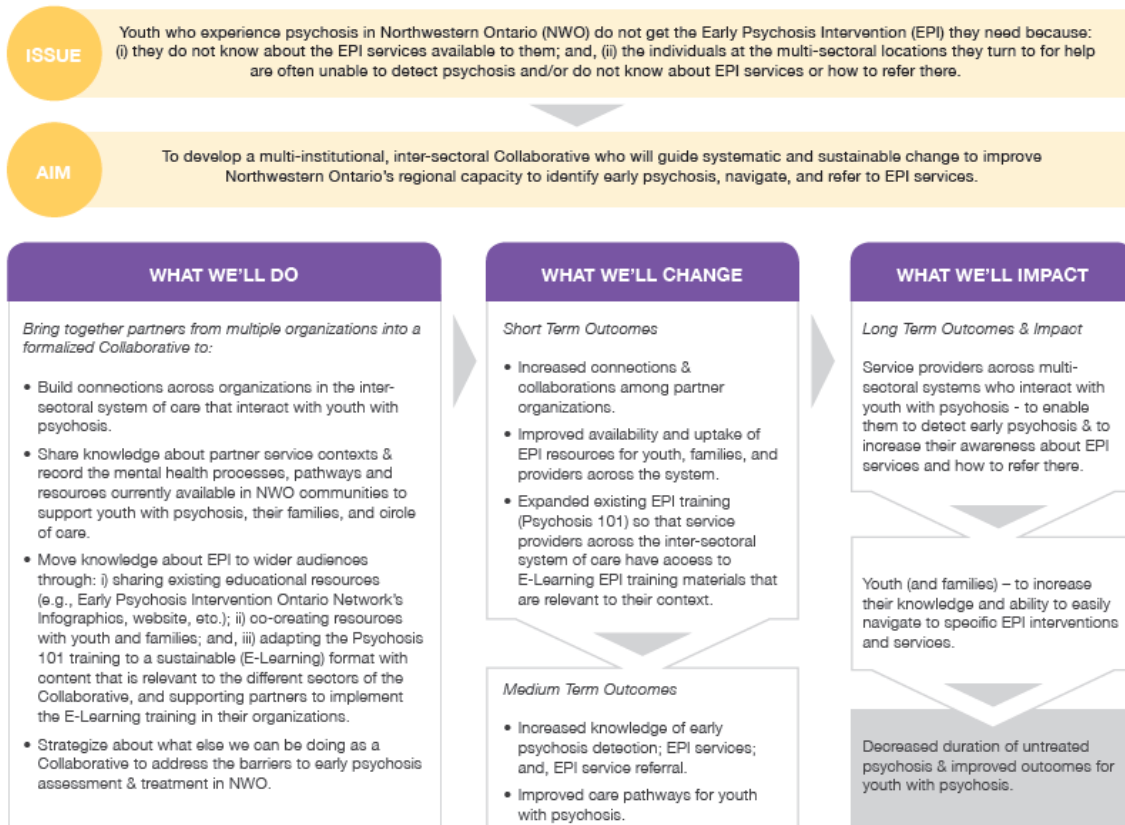 ISSUE
Youth who experience psychosis in Northwestern Ontario (NWO) do not get the Early Psychosis Intervention (EPI) they need because:
(i) they do not know about the EPI services available to them; and, (ii) the individuals at the multi-sectoral locations they turn to for help
are often unable to detect psychosis and/or do not know about EPI services or how to refer there.
AIM
To develop a multi-institutional, inter-sectoral Collaborative who will guide systematic and sustainable change to improve
Northwestern Ontario's regional capacity to identify early psychosis, navigate, and refer to EPI services.
WHAT WE'LL DO
Bring together partners from multiple organizations into a
formalized Collaborative to:
• Build connections across organizations in the inter-
sectoral system of care that interact with youth with
psychosis.
• Share knowledge about partner service contexts &
record the mental health processes, pathways and
resources currently available in NWO communities to
support youth with psychosis, their families, and circle
of care.
• Move knowledge about EPI to wider audiences
through: i) sharing existing educational resources
(e.g., Early Psychosis Intervention Ontario Network's
Infographics, website, etc.); ii) co-creating resources
with youth and families; and, iii) adapting the Psychosis
101 training to a sustainable (E-Learning) format with
content that is relevant to the different sectors of the
Collaborative, and supporting partners to implement
the E-Learning training in their organizations.
• Strategize about what else we can be doing as a
Collaborative to address the barriers to early psychosis
assessment & treatment in NWO.
WHAT WE'LL CHANGE
Short Term Outcomes
• Increased connections &
collaborations among partner
organizations.
• Improved availability and uptake of
EPI resources for youth, families, and
providers across the system.
• Expanded existing EPI training
(Psychosis 101) so that service
providers across the inter-sectoral
system of care have access to
E-Learning EPI training materials that
are relevant to their context.
Medium Term Outcomes
• Increased knowledge of early
psychosis detection; EPI services;
and, EPI service referral.
• Improved care pathways for youth
with psychosis.
WHAT WE'LL IMPACT
Long Term Outcomes & Impact
Service providers across multi-
sectoral systems who interact with
youth with psychosis - to enable
them to detect early psychosis & to
increase their awareness about EPI
services and how to refer there.
Youth (and families) – to increase
their knowledge and ability to easily
navigate to specific EPI interventions
and services.
Decreased duration of untreated
psychosis & improved outcomes for
youth with psychosis.